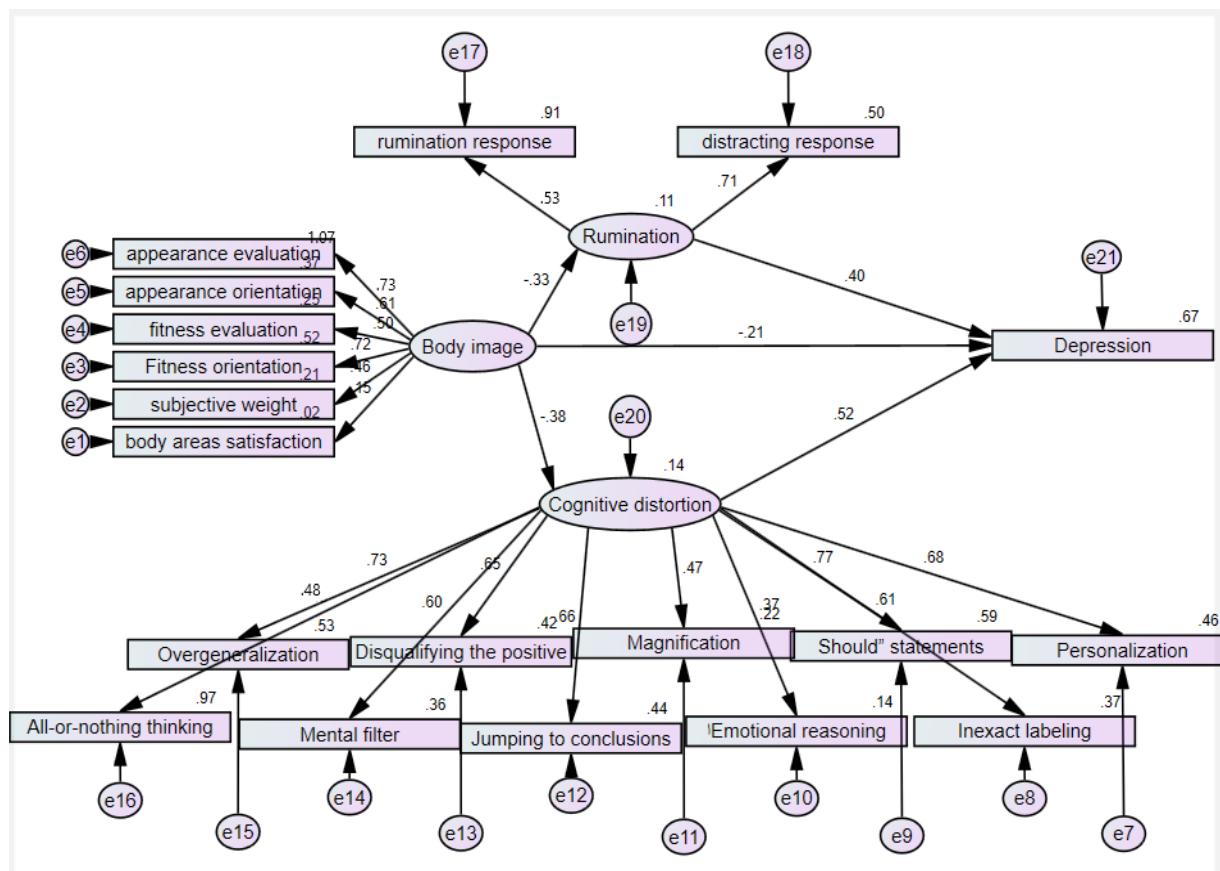 e17
e18
.91
.50
rumination response
distracting response
.53
.71
.11
Rumination
1.07
e6
appearance evaluation
.37
e5
appearance orientation
.25
e4
fitness evaluation
.52
e3
Fitness orientation
.21
e2
subjective weight
.02
e1
body areas satisfaction
.73
.61
.50
.72
.46
.15
Body image
-.33
e19
.40
e21
.67
Depression
-.21
-.38
e20
.52
.14
Cognitive distortion
.73
.65
.47
.77
.68
.48
.60
.37
.61
.53
.42
.66
.22
.59
.46
Overgeneralization
Disqualifying the positive
Magnification
Should” statements
Personalization
.97
.36
.44
.14
.37
All-or-nothing thinking
Mental filter
Jumping to conclusions
Emotional reasoning
Inexact labeling
e16
e15
e14
e13
e12
e11
e10
e9
e8
e7